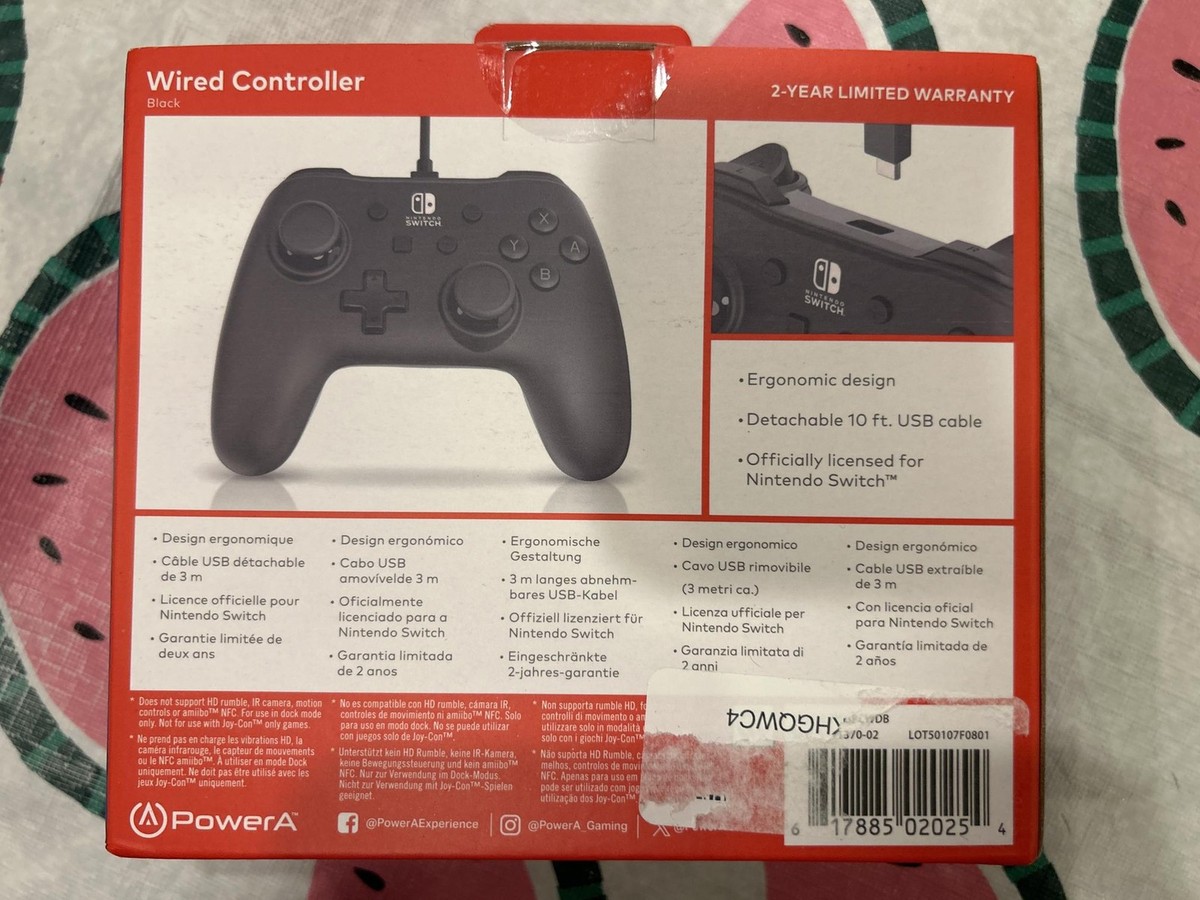 Wired Controller
Black
2-YEAR LIMITED WARRANTY
NINTENDO
SWITCH
X
Y
A
B
L
NINTENDO
SWITCH
•Ergonomic design
•Detachable 10 ft. USB cable
•Officially licensed for
Nintendo Switch™
• Design ergonomique
• Câble USB détachable
de 3 m
• Licence officielle pour
Nintendo Switch
• Garantie limitée de
deux ans
• Design ergonómico
• Cabo USB
amovívelde 3 m
• Oficialmente
licenciado para a
Nintendo Switch
• Garantia limitada
de 2 anos
• Ergonomische
Gestaltung
• 3 m langes abnehm-
bares USB-Kabel
• Offiziell lizenziert für
Nintendo Switch
• Eingeschränkte
2-jahres-garantie
• Design ergonomico
• Cavo USB rimovibile
(3 metri ca.)
• Licenza ufficiale per
Nintendo Switch
• Garanzia limitata di
2 anni
• Design ergonómico
• Cable USB extraíble
de 3 m
• Con licencia oficial
para Nintendo Switch
• Garantía limitada de
2 años
* Does not support HD rumble, IR camera, motion
controls or amiibo™ NFC. For use in dock mode
only. Not for use with Joy-Con™ only games.
* Ne prend pas en charge les vibrations HD, la
caméra infrarouge, le capteur de mouvements
ou le NFC amiibo™. À utiliser en mode Dock
uniquement. Ne doit pas être utilisé avec les
jeux Joy-Con™ uniquement.
* No es compatible con HD rumble, cámara IR,
controles de movimiento ni amiibo™ NFC. Solo
para uso en modo dock. No se puede utilizar
con juegos solo de Joy-Con™.
* Unterstützt kein HD Rumble, keine IR-Kamera,
keine Bewegungssteuerung und kein amiibo™
NFC. Nur zur Verwendung im Dock-Modus.
Nicht zur Verwendung mit Joy-Con™-Spielen
geeignet.
* Non supporta rumble HD,
controlli di movimento o
utilizzare solo in modalità
solo con i giochi Joy-Con™
* Não suporta HD Rumble,
melhos, controles de
NFC. Apenas para uso em
pode ser utilizado com
utilização dos Joy-Con™
XHGQWC4
370-02
LOT50107F0801
6 17885 02025 4
PowerA
@PowerAExperience
@PowerA_Gaming